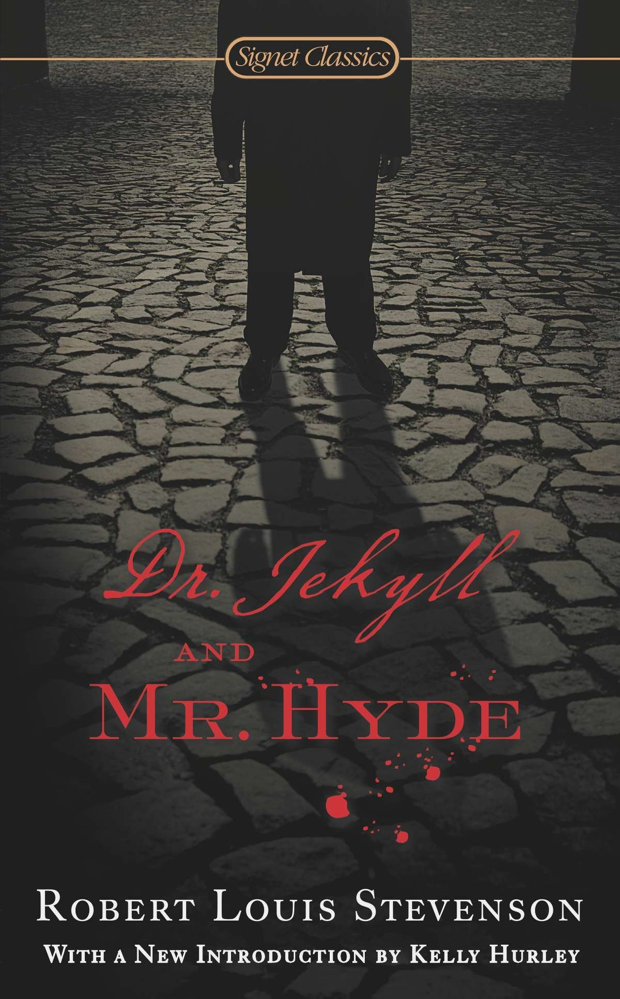 Signet Classics
Dr. Jekyll
AND
MR. HYDE
ROBERT LOUIS STEVENSON
WITH A NEW INTRODUCTION BY KELLY HURLEY